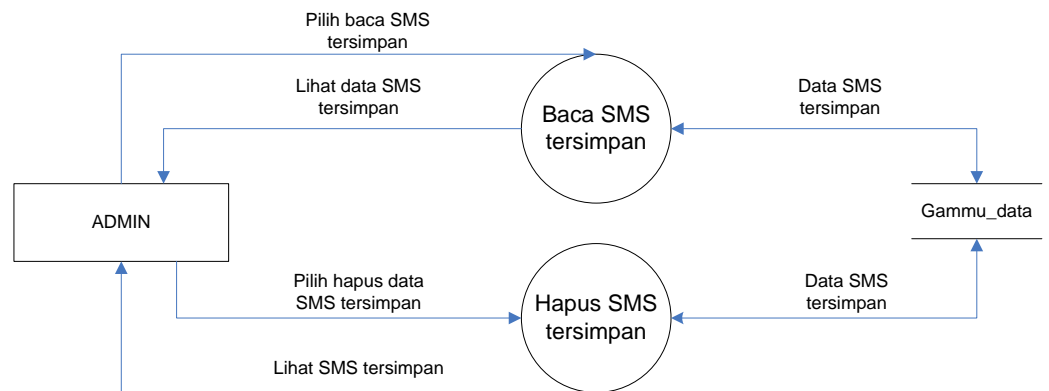 Pilih baca SMS
tersimpan
Lihat data SMS
tersimpan
Data SMS
tersimpan
Baca SMS
tersimpan
ADMIN
Gammu_data
Pilih hapus data
SMS tersimpan
Hapus SMS
tersimpan
Data SMS
tersimpan
Lihat SMS tersimpan